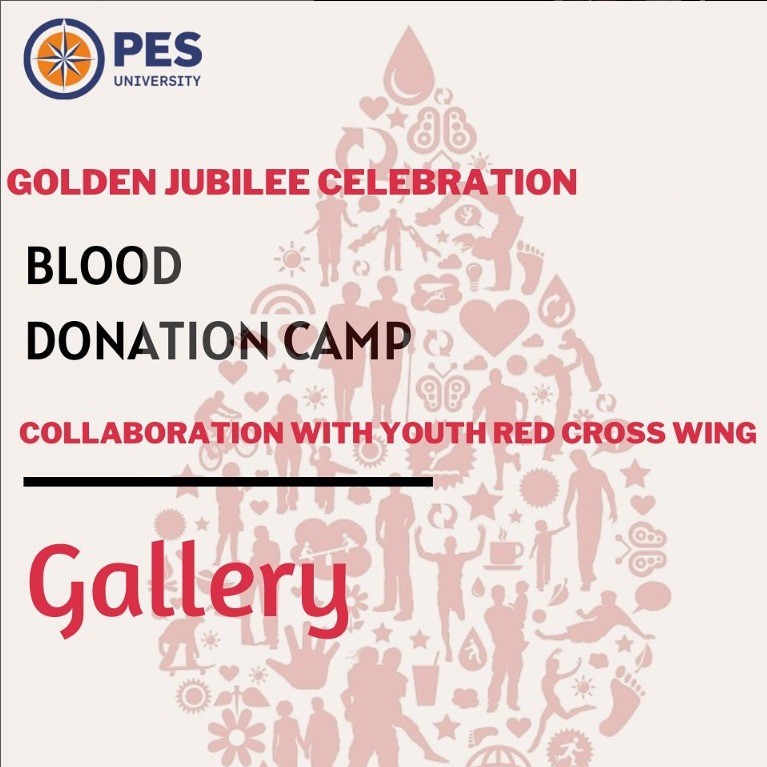 PES
UNIVERSITY
GOLDEN JUBILEE CELEBRATION
BLOOD
DONATION CAMP
COLLABORATION WITH YOUTH RED CROSS WING
Gallery